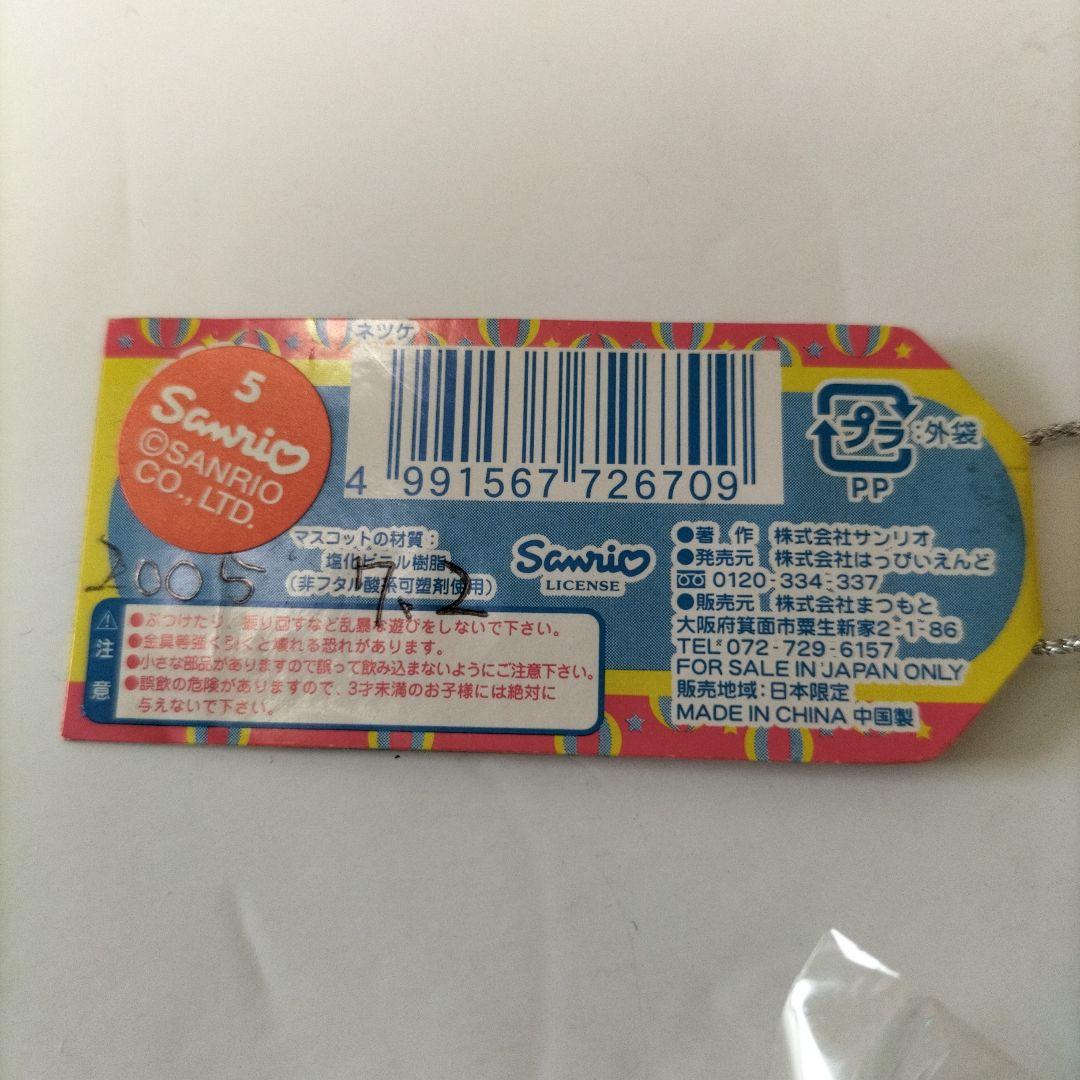 ネツケ
5
Sanrio
©SANRIO
CO., LTD.
4 991567 726709
プラ:外袋
PP
マスコットの材質:
塩化ビニル樹脂
(非フタル酸系可塑剤使用)
2005 7.2
Sanrio
LICENSE
⚠注意
●ぶつけたり、振り回すなど乱暴な遊びをしないで下さい。
●金具等強く引くと壊れる恐れがあります。
●小さな部品がありますので誤って飲み込まないようにご注意下さい。
●誤飲の危険がありますので、3才未満のお子様には絶対に
与えないで下さい。
●著 作 株式会社サンリオ
●発売元 株式会社はっぴいえんど
0120-334-337
●販売元 株式会社まつもと
大阪府箕面市粟生新家2-1-86
TEL 072-729-6157
FOR SALE IN JAPAN ONLY
販売地域:日本限定
MADE IN CHINA 中国製